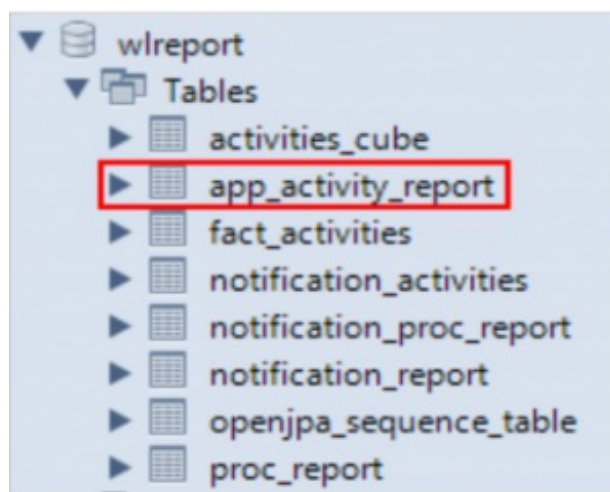 wlreport
Tables
activities_cube
app_activity_report
fact_activities
notification_activities
notification_proc_report
notification_report
openjpa_sequence_table
proc_report